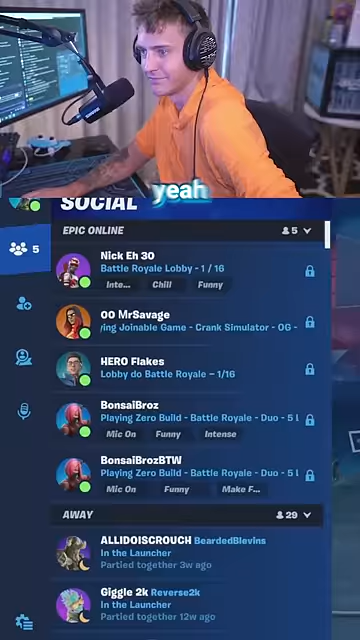 yeah
SOCIAL
EPIC ONLINE 5
5
Nick Eh 30
Battle Royale Lobby - 1 / 16
Inte... Chill Funny
OO MrSavage
ying Joinable Game - Crank Simulator - OG -
HERO Flakes
Lobby do Battle Royale – 1/16
BonsaiBroz
Playing Zero Build - Battle Royale - Duo - 5 l
Mic On Funny Intense
BonsaiBrozBTW
Playing Zero Build - Battle Royale - Duo - 5 l
Mic On Funny Make F...
AWAY 29
ALLIDOISCROUCH BeardedBlevins
In the Launcher
Partied together 3w ago
Giggle 2k Reverse2k
In the Launcher
Partied together 12w ago